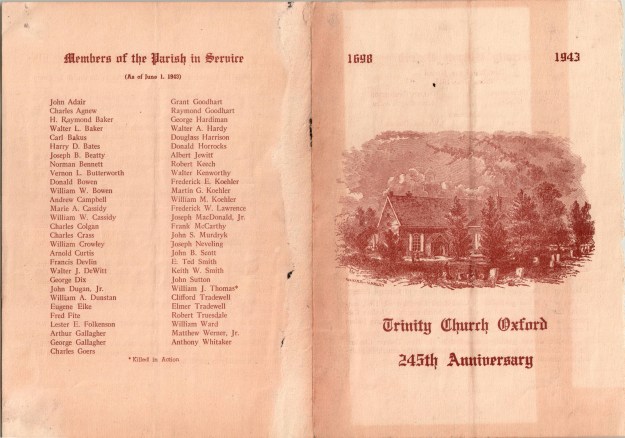 Members of the Parish in Service
(As of June 1, 1943)
John Adair
Charles Agnew
H. Raymond Baker
Walter L. Baker
Carl Bakus
Harry D. Bates
Joseph B. Beatty
Norman Bennett
Vernon L. Butterworth
Donald Bowen
William W. Bowen
Andrew Campbell
Marie A. Cassidy
William W. Cassidy
Charles Colgan
Charles Crass
William Crowley
Arnold Curtis
Francis Devlin
Walter J. DeWitt
George Dix
John Dugan, Jr.
William A. Dunstan
Eugene Eike
Fred Fite
Lester E. Folkenson
Arthur Gallagher
George Gallagher
Charles Goers
Grant Goodhart
Raymond Goodhart
George Hardiman
Walter A. Hardy
Douglass Harrison
Donald Horrocks
Albert Jewitt
Robert Keech
Walter Kenworthy
Frederick E. Koehler
Martin G. Koehler
William M. Koehler
Frederick W. Lawrence
Joseph MacDonald, Jr.
Frank McCarthy
John S. Murdryk
Joseph Neveling
John B. Scott
E. Ted Smith
Keith W. Smith
John Sutton
William J. Thomas*
Clifford Tradewell
Elmer Tradewell
Robert Truesdale
William Ward
Matthew Werner, Jr.
Anthony Whitaker
*Killed in Action
1698
1943
Trinity Church Oxford
245th Anniversary